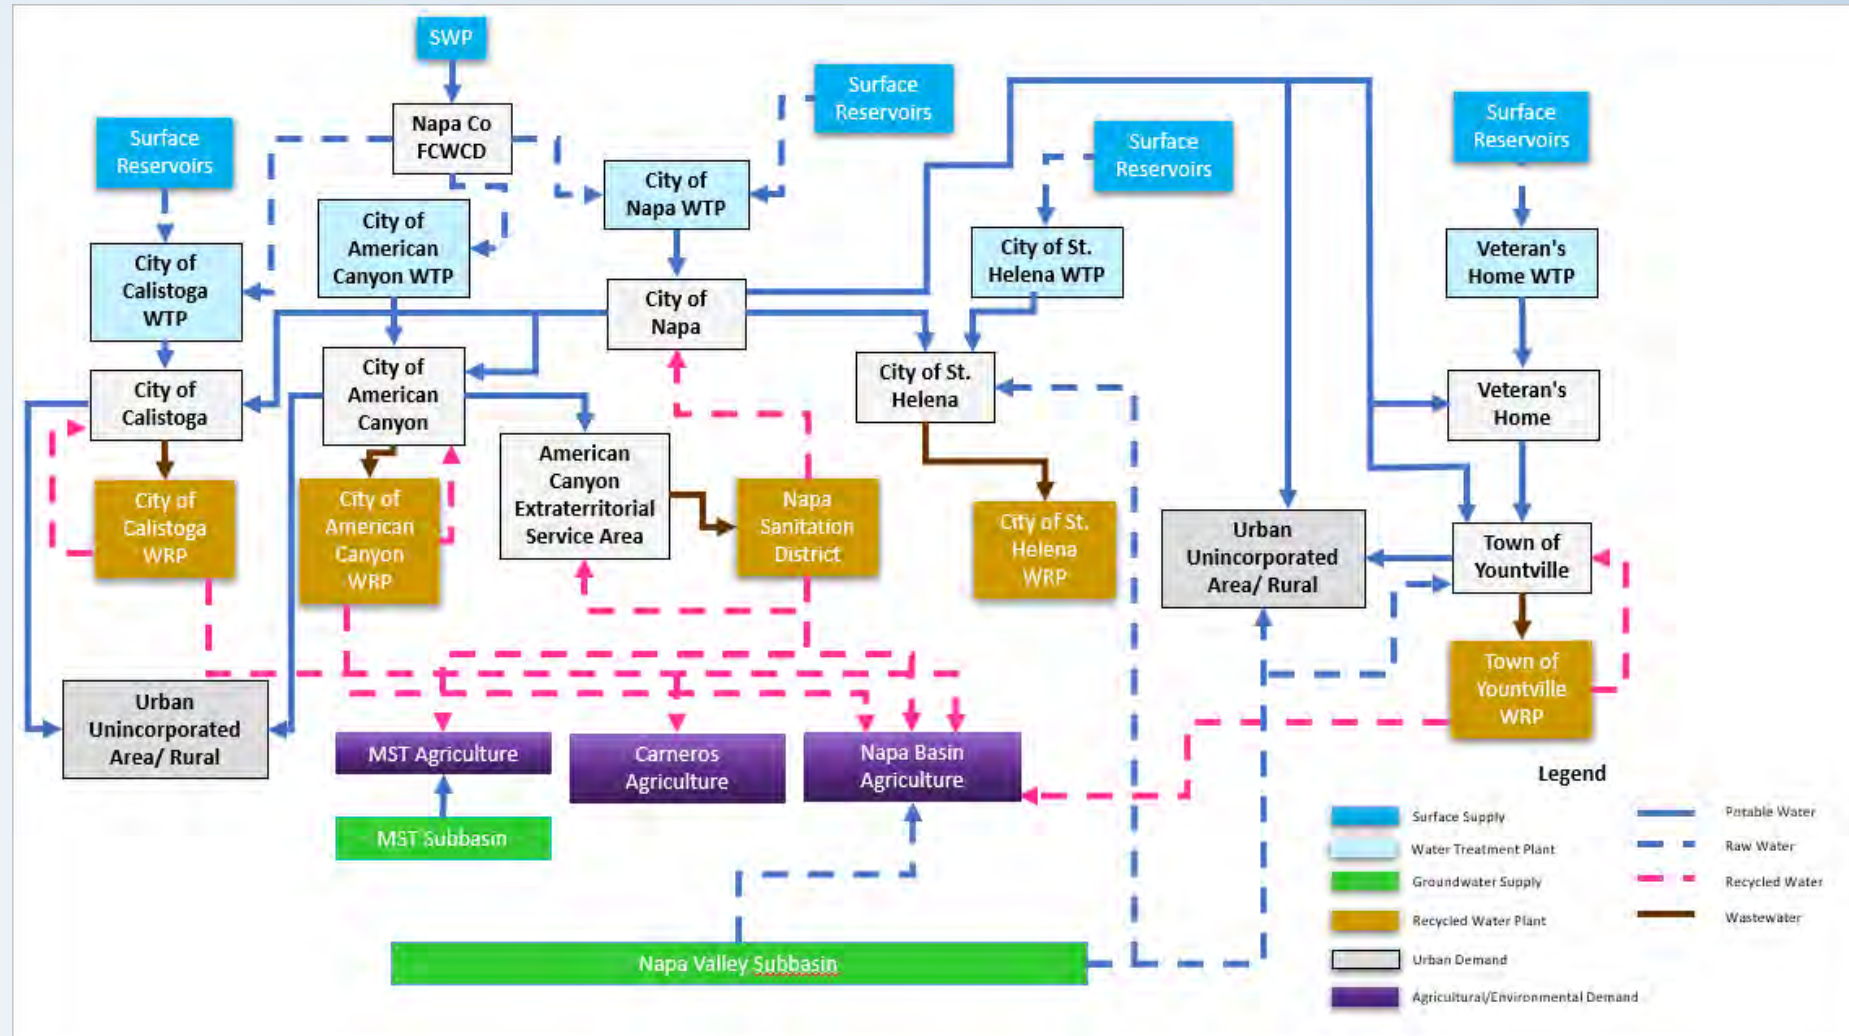 SWP
Napa Co
FCWCD
Surface
Reservoirs
Surface
Reservoirs
Surface
Reservoirs
Surface
Reservoirs
City of
Napa WTP
City of
American
Canyon WTP
City of St.
Helena WTP
Veteran's
Home WTP
City of
Calistoga
WTP
City of
Napa
City of
Calistoga
City of
American
Canyon
City of St.
Helena
Veteran's
Home
American
Canyon
Extraterritorial
Service Area
City of
Calistoga
WRP
City of
American
Canyon
WRP
Napa
Sanitation
District
City of St.
Helena
WRP
Urban
Unincorporated
Area/ Rural
Town of
Yountville
Town of
Yountville
WRP
Urban
Unincorporated
Area/ Rural
MST Agriculture
Carneros
Agriculture
Napa Basin
Agriculture
MST Subbasin
Napa Valley Subbasin
Legend
Surface Supply
Potable Water
Water Treatment Plant
Raw Water
Groundwater Supply
Recycled Water
Recycled Water Plant
Wastewater
Urban Demand
Agricultural/Environmental Demand